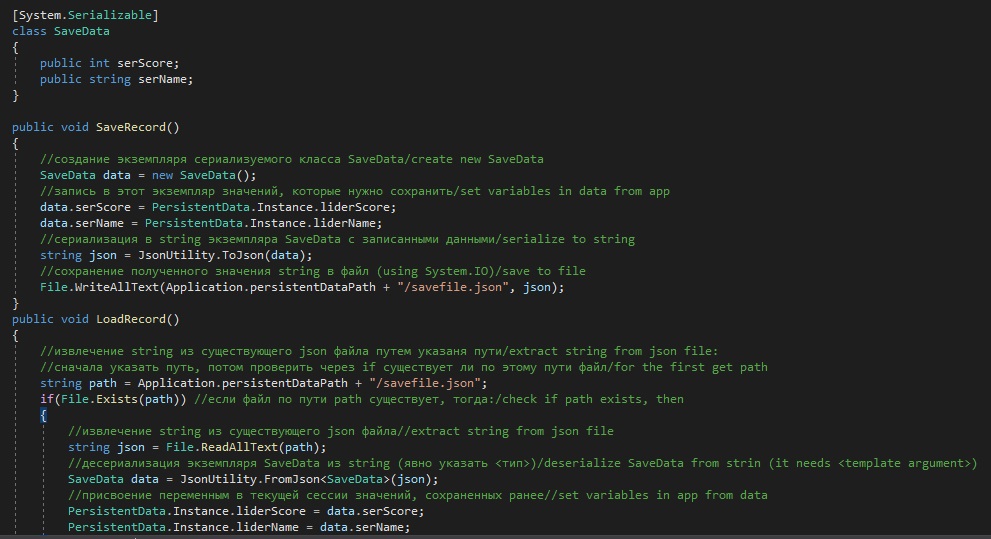 [System.Serializable]
class SaveData
{
public int serScore;
public string serName;
}
public void SaveRecord()
{
//создание экземпляря сериализуемого класса SaveData/create new SaveData
SaveData data = new SaveData();
//запись в этот экземпляр значений, которые нужно сохранить/set variables in data from app
data.serScore = PersistentData.Instance.liderScore;
data.serName = PersistentData.Instance.liderName;
//сериализация в string экземпляра SaveData с записанными данными/serialize to string
string json = JsonUtility.ToJson(data);
//сохранение полученного значения string в файл (using System.IO)/save to file
File.WriteAllText(Application.persistentDataPath + "/savefile.json", json);
}
public void LoadRecord()
{
//извлечение string из существующего json файла путем указаня пути/extract string from json file:
//сначала указать путь, потом проверить через if существует ли по этому пути файл/for the first get path
string path = Application.persistentDataPath + "/savefile.json";
if(File.Exists(path)) //если файл по пути path существует, тогда:/check if path exists, then
{
//извлечение string из существующего json файла//extract string from json file
string json = File.ReadAllText(path);
//десериализация экземпляря SaveData из string (явно указать <тип>)/deserialize SaveData from strin (it needs <template argument>)
SaveData data = JsonUtility.FromJson<SaveData>(json);
//присвоение переменным в текущей сессии значений, сохраненных ранее//set variables in app from data
PersistentData.Instance.liderScore = data.serScore;
PersistentData.Instance.liderName = data.serName;